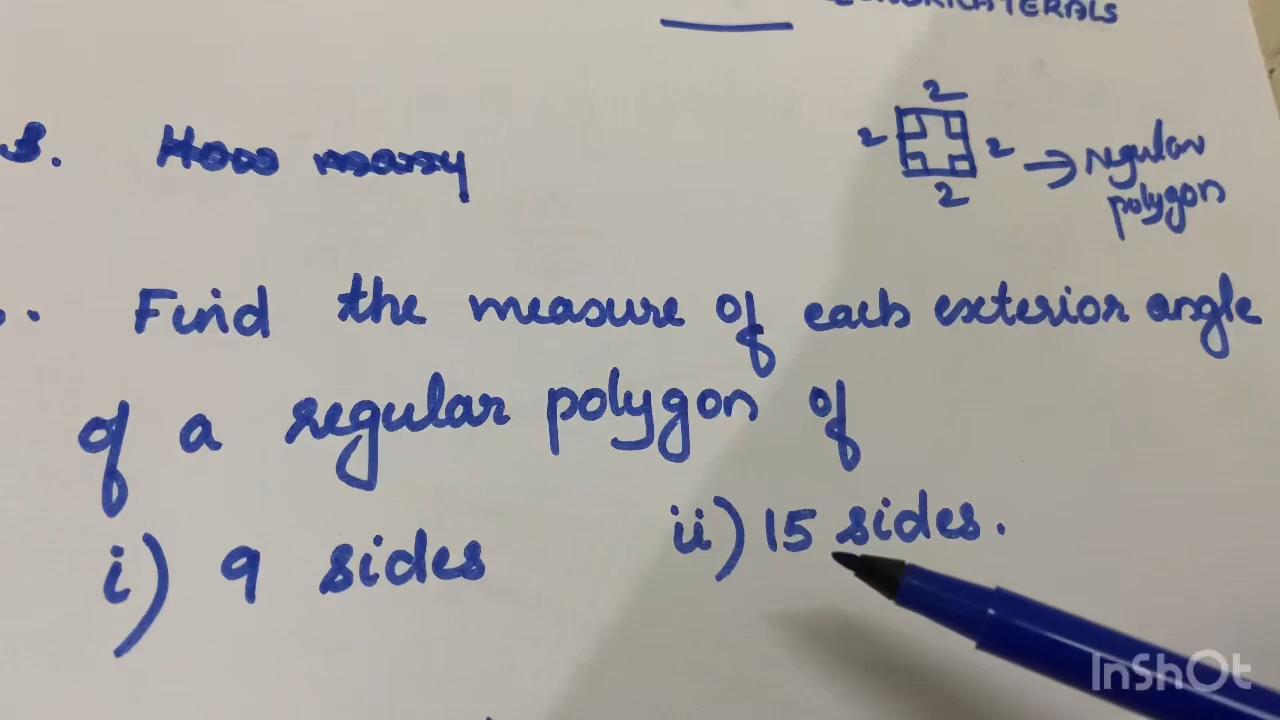 3. How many
2
2 2
2
→ regular
polygon
. Find the measure of each exterior angle
of a regular polygon of
i) 9 sides ii) 15 sides.
InShOt